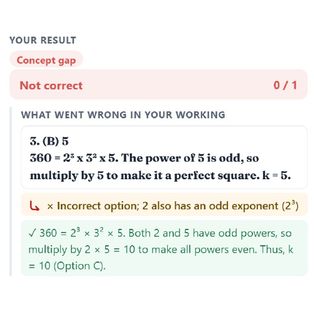 YOUR RESULT
Concept gap
Not correct 0 / 1
WHAT WENT WRONG IN YOUR WORKING
3. (B) 5
360 = 2³ x 3² x 5. The power of 5 is odd, so
multiply by 5 to make it a perfect square. k = 5.
× Incorrect option; 2 also has an odd exponent (2³)
✓ 360 = 2³ × 3² × 5. Both 2 and 5 have odd powers, so
multiply by 2 × 5 = 10 to make all powers even. Thus, k
= 10 (Option C).